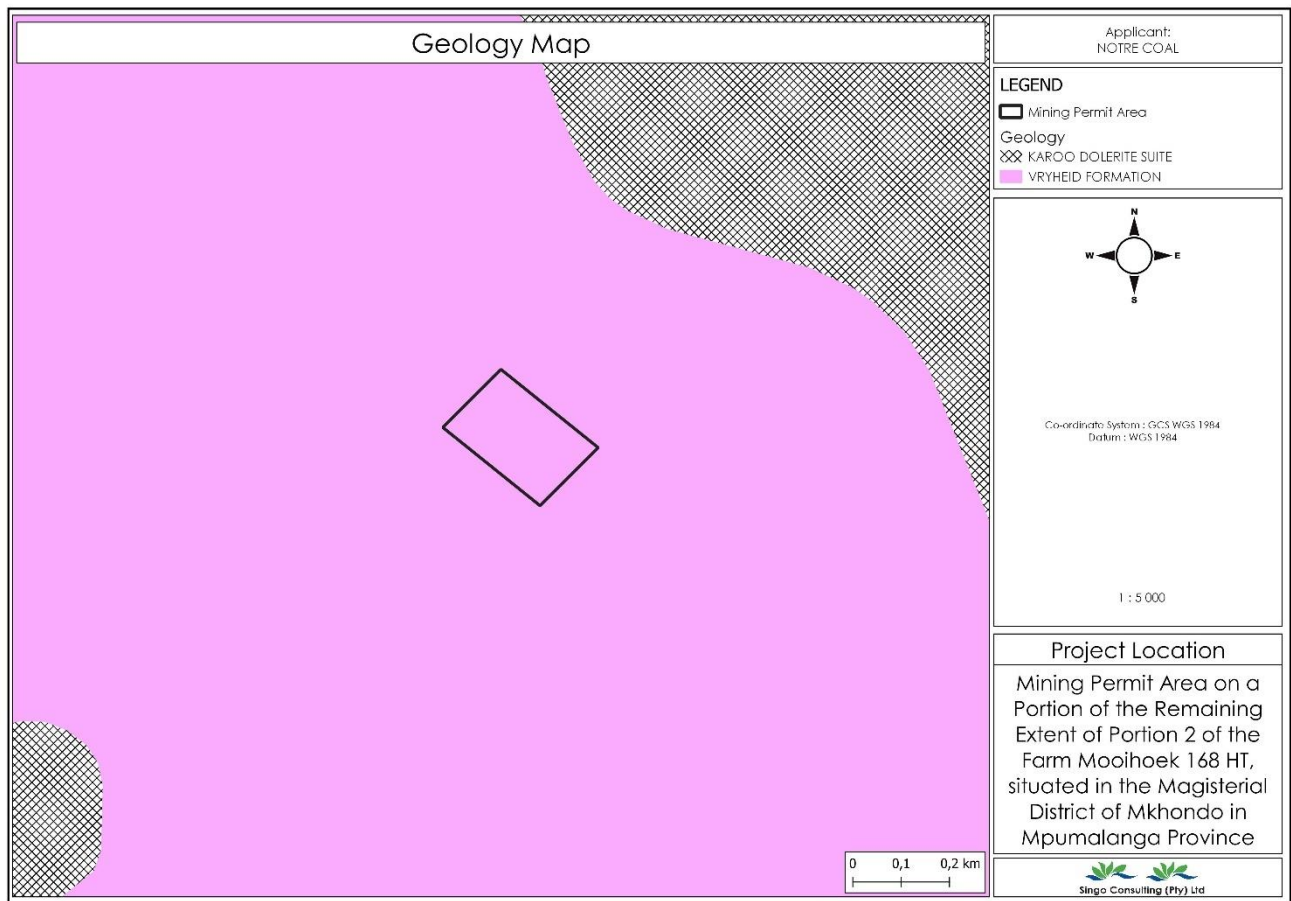 Geology Map
Applicant:
NOTRE COAL
LEGEND
Mining Permit Area
Geology
KAROO DOLERITE SUITE
VRYHEID FORMATION
N
W E
S
Co-ordinate System : GCS WGS 1984
Datum : WGS 1984
1 : 5 000
Project Location
Mining Permit Area on a
Portion of the Remaining
Extent of Portion 2 of the
Farm Mooihoek 168 HT,
situated in the Magisterial
District of Mkhondo in
Mpumalanga Province
0 0,1 0,2 km
Singo Consulting (Pty) Ltd